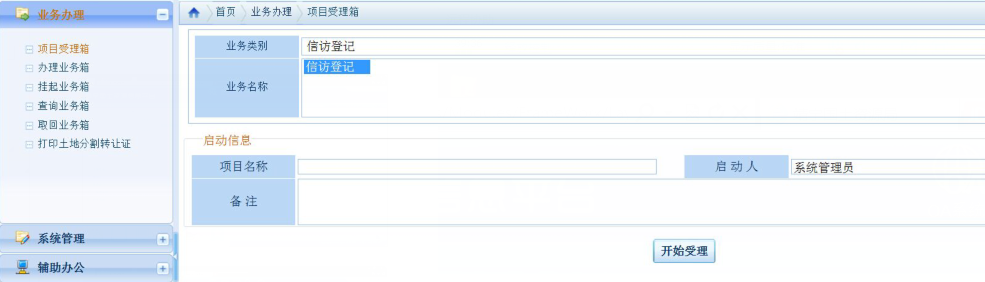 业务办理
项目受理箱
办理业务箱
挂起业务箱
查询业务箱
取回业务箱
打印土地分割转让证
系统管理
辅助办公
首页 业务办理 项目受理箱
业务类别 信访登记
业务名称 信访登记
启动信息
项目名称 启动人 系统管理员
备注
开始受理